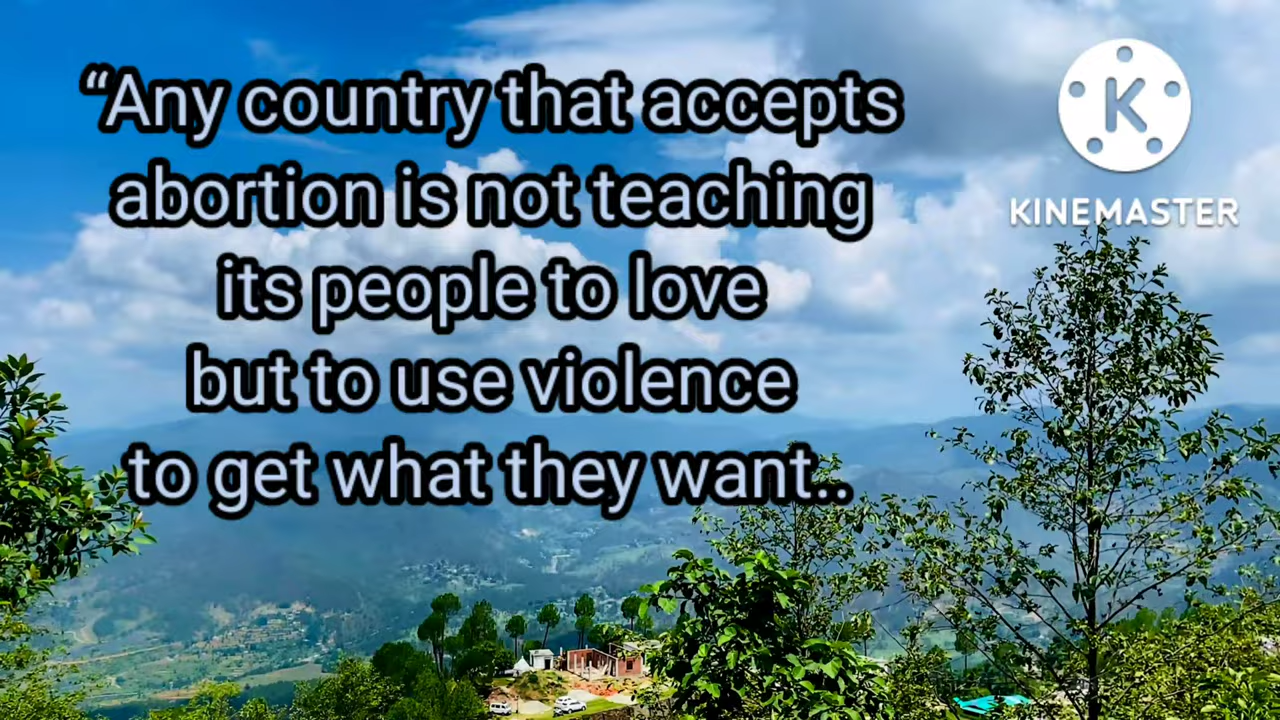 “Any country that accepts
abortion is not teaching
its people to love
but to use violence
to get what they want..
K
KINEMASTER